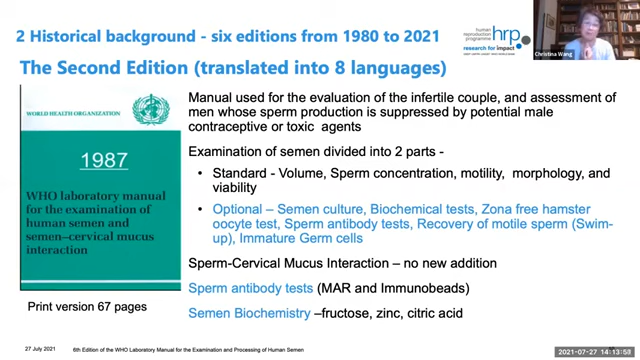 2 Historical background - six editions from 1980 to 2021
human
reproduction
programme
hrp
research for impact
Christina Wang
The Second Edition (translated into 8 languages)
WORLD HEALTH ORGANIZATION
1987
WHO laboratory manual
for the examination of
human semen and
semen–cervical mucus
interaction
Print version 67 pages
Manual used for the evaluation of the infertile couple, and assessment of
men whose sperm production is suppressed by potential male
contraceptive or toxic agents
Examination of semen divided into 2 parts -
• Standard - Volume, Sperm concentration, motility, morphology, and
viability
• Optional – Semen culture, Biochemical tests, Zona free hamster
oocyte test, Sperm antibody tests, Recovery of motile sperm (Swim-
up), Immature Germ cells
Sperm-Cervical Mucus Interaction – no new addition
Sperm antibody tests (MAR and Immunobeads)
Semen Biochemistry –fructose, zinc, citric acid
27 July 2021
6th Edition of the WHO Laboratory Manual for the Examination and Processing of Human Semen
2021-07-27 14:13:58